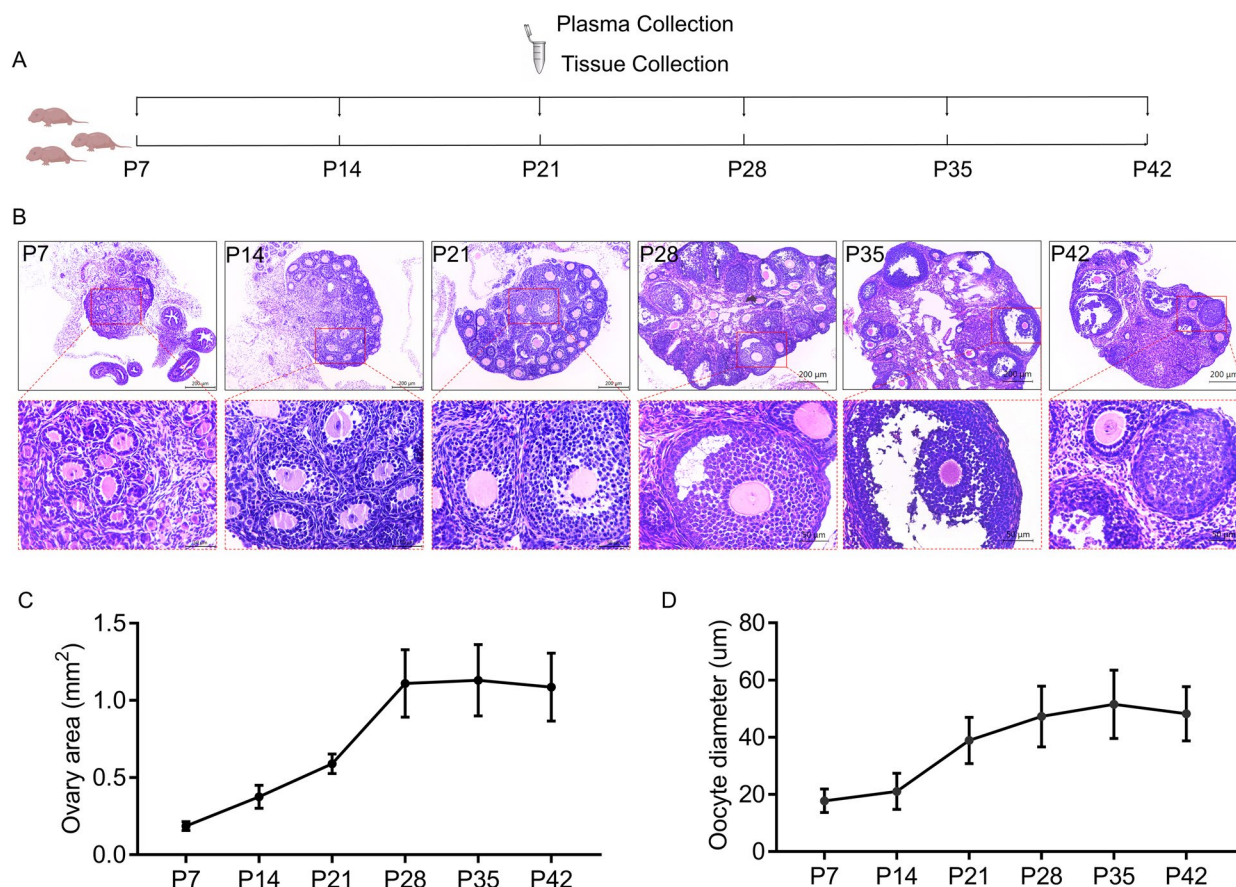 Plasma Collection
Tissue Collection
A
P7 P14 P21 P28 P35 P42
B
P7 P14 P21 P28 P35 P42
200 µm 200 µm 200 µm 200 µm 200 µm 200 µm
50 µm 50 µm 50 µm
C
Ovary area (mm²)
1.5
1.0
0.5
0.0
P7 P14 P21 P28 P35 P42
D
Oocyte diameter (um)
80
60
40
20
0
P7 P14 P21 P28 P35 P42